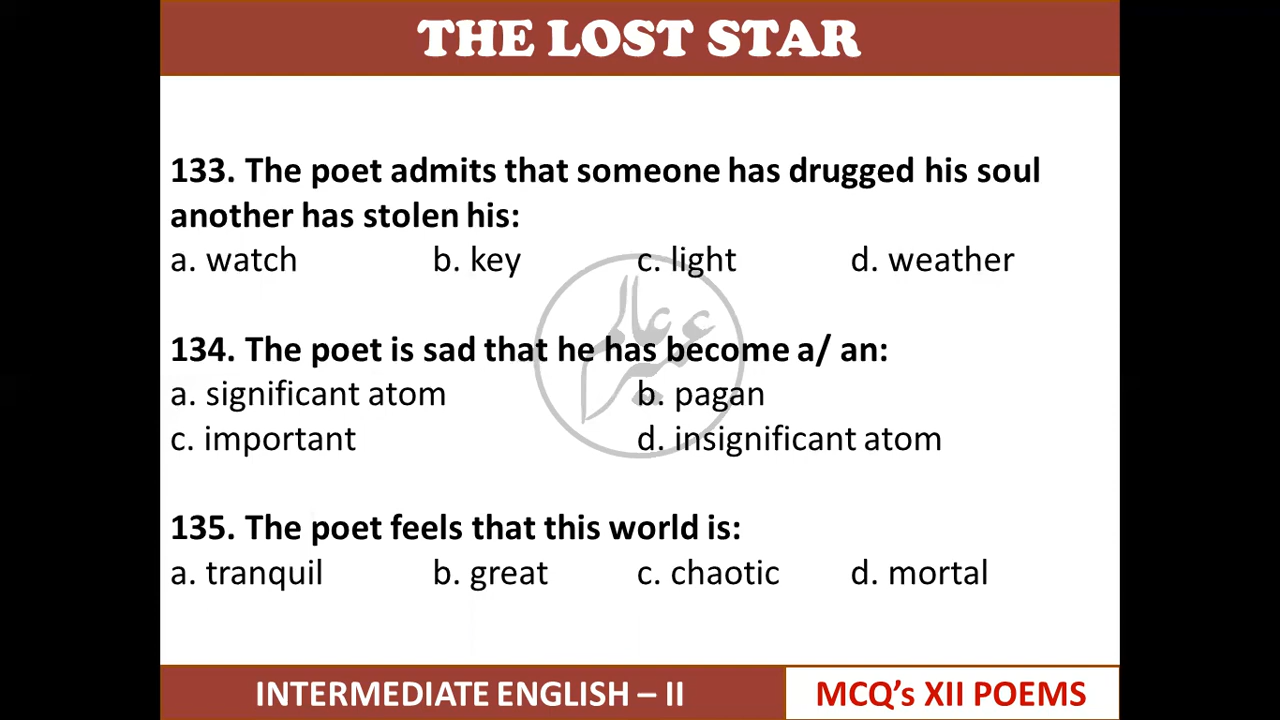 THE LOST STAR
133. The poet admits that someone has drugged his soul
another has stolen his:
a. watch b. key c. light d. weather
134. The poet is sad that he has become a/ an:
a. significant atom b. pagan
c. important d. insignificant atom
135. The poet feels that this world is:
a. tranquil b. great c. chaotic d. mortal
INTERMEDIATE ENGLISH – II MCQ’s XII POEMS